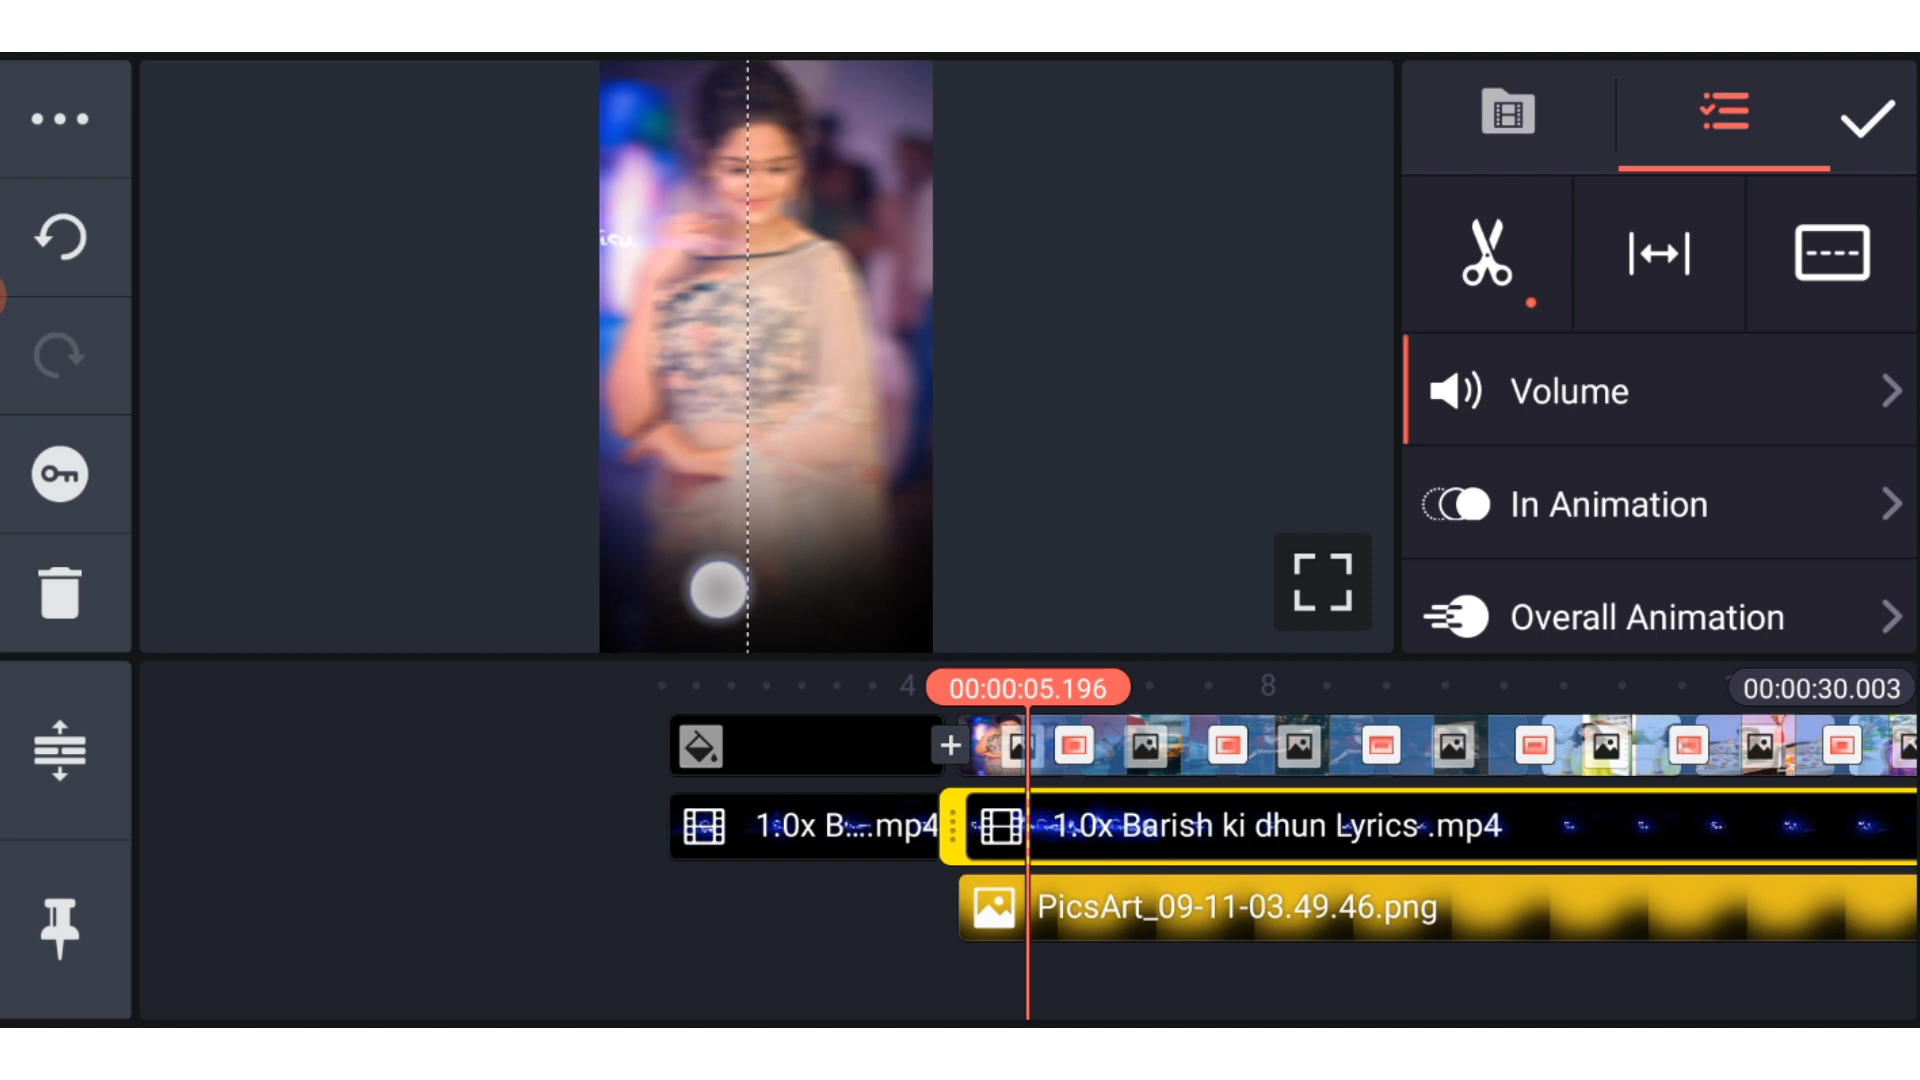 isu
Volume
In Animation
Overall Animation
4
00:00:05.196
8
00:00:30.003
1.0x B....mp4
1.0x Barish ki dhun Lyrics .mp4
PicsArt_09-11-03.49.46.png